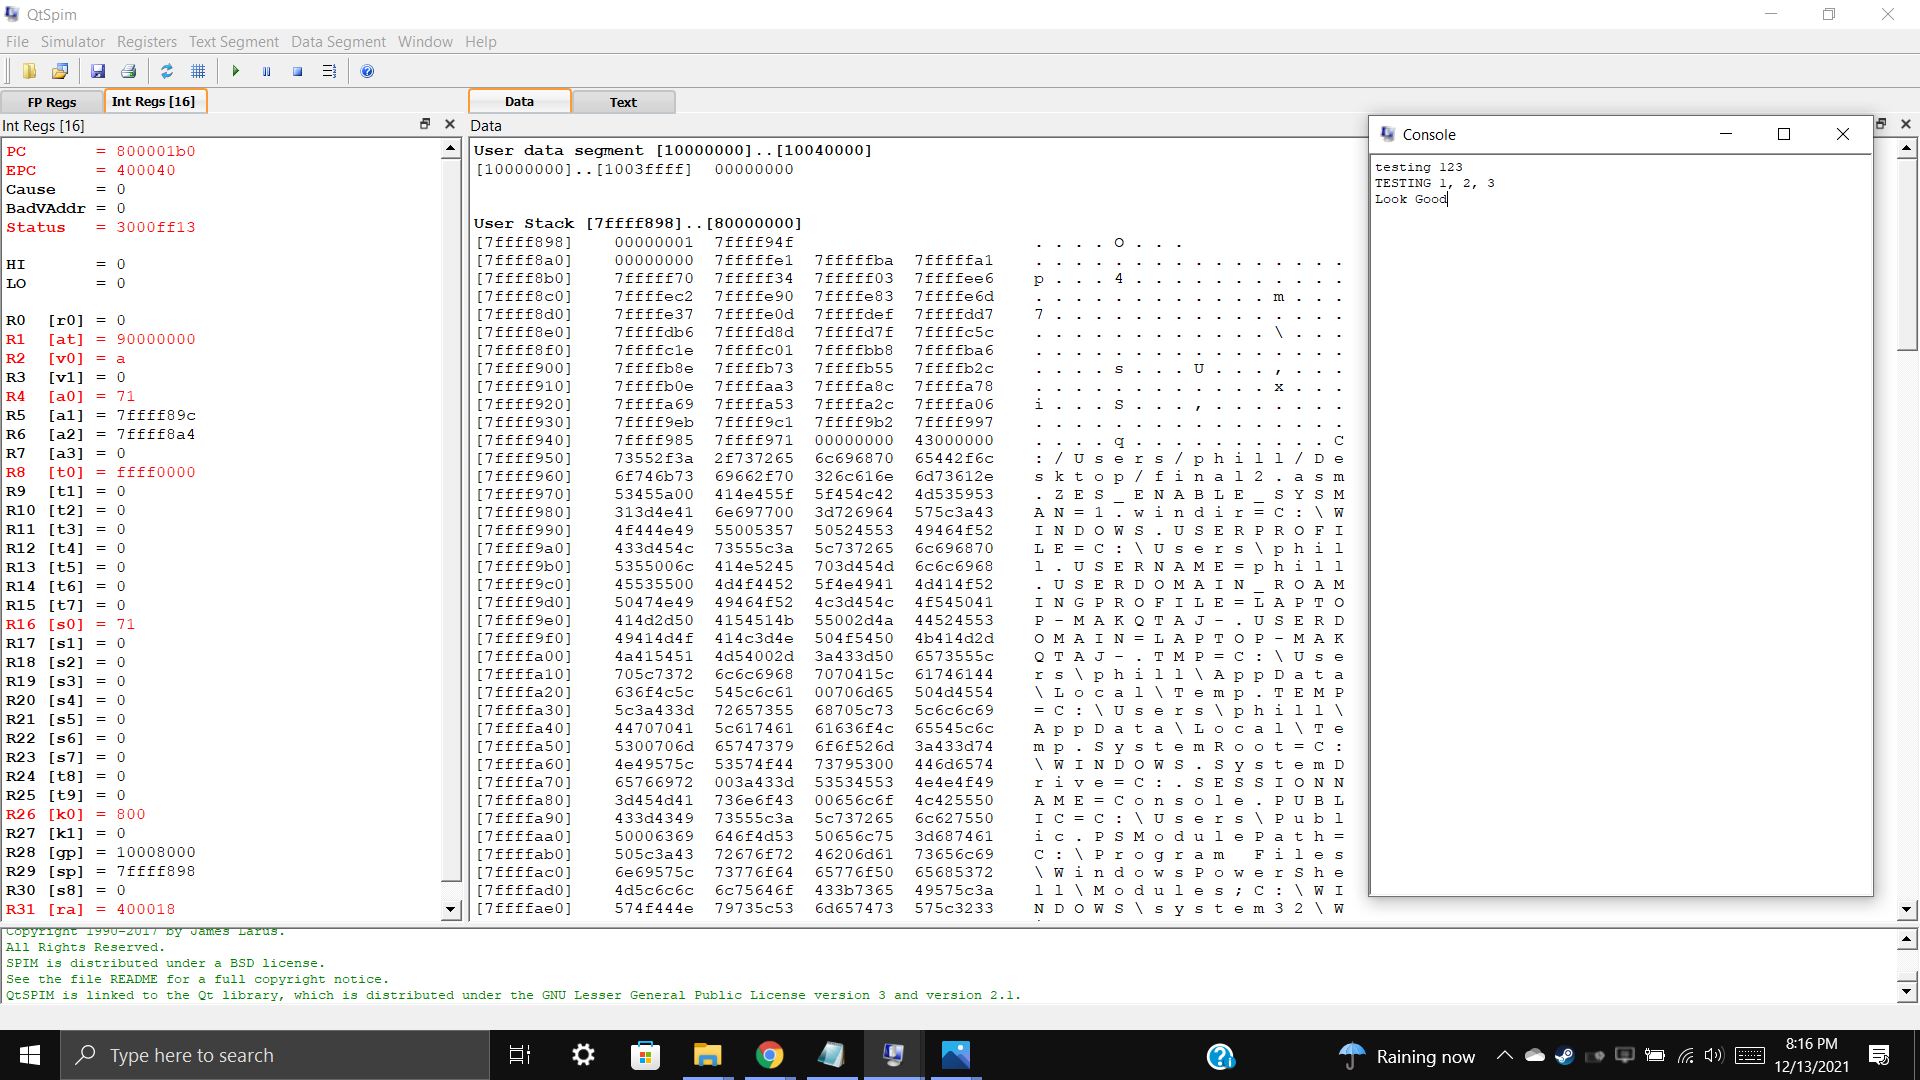 QtSpim
File Simulator Registers Text Segment Data Segment Window Help
FP Regs Int Regs [16] Data Text
Int Regs [16]
PC = 800001b0
EPC = 400040
Cause = 0
BadVAddr = 0
Status = 3000ff13
HI = 0
LO = 0
R0 [r0] = 0
R1 [at] = 90000000
R2 [v0] = a
R3 [v1] = 0
R4 [a0] = 71
R5 [a1] = 7ffff89c
R6 [a2] = 7ffff8a4
R7 [a3] = 0
R8 [t0] = ffff0000
R9 [t1] = 0
R10 [t2] = 0
R11 [t3] = 0
R12 [t4] = 0
R13 [t5] = 0
R14 [t6] = 0
R15 [t7] = 0
R16 [s0] = 71
R17 [s1] = 0
R18 [s2] = 0
R19 [s3] = 0
R20 [s4] = 0
R21 [s5] = 0
R22 [s6] = 0
R23 [s7] = 0
R24 [t8] = 0
R25 [t9] = 0
R26 [k0] = 800
R27 [k1] = 0
R28 [gp] = 10008000
R29 [sp] = 7ffff898
R30 [s8] = 0
R31 [ra] = 400018
Data
User data segment [10000000]..[10040000]
[10000000]..[1003ffff] 00000000
User Stack [7ffff898]..[80000000]
[7ffff898] 00000001 7ffff94f . . . . O . . .
[7ffff8a0] 00000000 7fffffe1 7fffffba 7fffffa1 . . . . . . . . . . . . . . . .
[7ffff8b0] 7fffff70 7fffff34 7fffff03 7ffffee6 p . . . 4 . . . . . . . . . . .
[7ffff8c0] 7ffffec2 7ffffe90 7ffffe83 7ffffe6d . . . . . . . . . . . . m . . .
[7ffff8d0] 7ffffe37 7ffffe0d 7ffffdef 7ffffdd7 7 . . . . . . . . . . . . . . .
[7ffff8e0] 7ffffdb6 7ffffd8d 7ffffd7f 7ffffc5c . . . . . . . . . . . . \ . . .
[7ffff8f0] 7ffffc1e 7ffffc01 7ffffbb8 7ffffba6 . . . . . . . . . . . . . . . .
[7ffff900] 7ffffb8e 7ffffb73 7ffffb55 7ffffb2c . . . . s . . . U . . . , . . .
[7ffff910] 7ffffb0e 7ffffaa3 7ffffa8c 7ffffa78 . . . . . . . . . . . . x . . .
[7ffff920] 7ffffa69 7ffffa53 7ffffa2c 7ffffa06 i . . . S . . . , . . . . . . .
[7ffff930] 7ffff9eb 7ffff9c1 7ffff9b2 7ffff997 . . . . . . . . . . . . . . . .
[7ffff940] 7ffff985 7ffff971 00000000 43000000 . . . . q . . . . . . . . . . C
[7ffff950] 73552f3a 2f737265 6c696870 65442f6c : / U s e r s / p h i l l / D e
[7ffff960] 6f746b73 69662f70 326c616e 6d73612e s k t o p / f i n a l 2 . a s m
[7ffff970] 53455a00 414e455f 5f454c42 4d535953 . Z E S _ E N A B L E _ S Y S M
[7ffff980] 313d4e41 6e697700 3d726964 575c3a43 A N = 1 . w i n d i r = C : \ W
[7ffff990] 4f444e49 55005357 50524553 49464f52 I N D O W S . U S E R P R O F I
[7ffff9a0] 433d454c 73555c3a 5c737265 6c696870 L E = C : \ U s e r s \ p h i l
[7ffff9b0] 5355006c 414e5245 703d454d 6c6c6968 l . U S E R N A M E = p h i l l
[7ffff9c0] 45535500 4d4f4452 5f4e4941 4d414f52 . U S E R D O M A I N _ R O A M
[7ffff9d0] 50474e49 49464f52 4c3d454c 4f545041 I N G P R O F I L E = L A P T O
[7ffff9e0] 414d2d50 4154514b 55002d4a 44524553 P - M A K Q T A J - . U S E R D
[7ffff9f0] 49414d4f 414c3d4e 504f5450 4b414d2d O M A I N = L A P T O P - M A K
[7ffffa00] 4a415451 4d54002d 3a433d50 6573555c Q T A J - . T M P = C : \ U s e
[7ffffa10] 705c7372 6c6c6968 7070415c 61746144 r s \ p h i l l \ A p p D a t a
[7ffffa20] 636f4c5c 545c6c61 00706d65 504d4554 \ L o c a l \ T e m p . T E M P
[7ffffa30] 5c3a433d 72657355 68705c73 5c6c6c69 = C : \ U s e r s \ p h i l l \
[7ffffa40] 44707041 5c617461 61636f4c 65545c6c A p p D a t a \ L o c a l \ T e
[7ffffa50] 5300706d 65747379 6f6f526d 3a433d74 m p . S y s t e m R o o t = C :
[7ffffa60] 4e49575c 53574f44 73795300 446d6574 \ W I N D O W S . S y s t e m D
[7ffffa70] 65766972 003a433d 53534553 4e4e4f49 r i v e = C : . S E S S I O N N
[7ffffa80] 3d454d41 736e6f43 00656c6f 4c425550 A M E = C o n s o l e . P U B L
[7ffffa90] 433d4349 73555c3a 5c737265 6c627550 I C = C : \ U s e r s \ P u b l
[7ffffaa0] 50006369 646f4d53 50656c75 3d687461 i c . P S M o d u l e P a t h =
[7ffffab0] 505c3a43 72676f72 46206d61 73656c69 C : \ P r o g r a m   F i l e s
[7ffffac0] 6e69575c 73776f64 65776f50 65685372 \ W i n d o w s P o w e r S h e
[7ffffad0] 4d5c6c6c 6c75646f 433b7365 49575c3a l l \ M o d u l e s ; C : \ W I
[7ffffae0] 574f444e 79735c53 6d657473 575c3233 N D O W S \ s y s t e m 3 2 \ W
Console
testing 123
TESTING 1, 2, 3
Look Good
Copyright 1990-2017 by James Larus.
All Rights Reserved.
SPIM is distributed under a BSD license.
See the file README for a full copyright notice.
QtSPIM is linked to the Qt library, which is distributed under the GNU Lesser General Public License version 3 and version 2.1.
Type here to search
Raining now
8:16 PM
12/13/2021